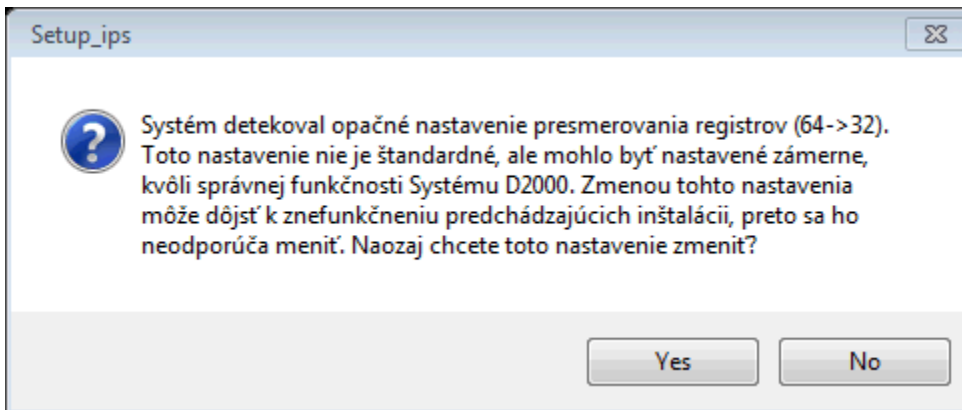 Setup_ips
Systém detekoval opačné nastavenie presmerovania registrov (64->32).
Toto nastavenie nie je štandardné, ale mohlo byť nastavené zámerne,
kvôli správnej funkčnosti Systému D2000. Zmenou tohto nastavenia
môže dôjsť k znefunkčneniu predchádzajúcich inštalácii, preto sa ho
neodporúča meniť. Naozaj chcete toto nastavenie zmeniť?
Yes No